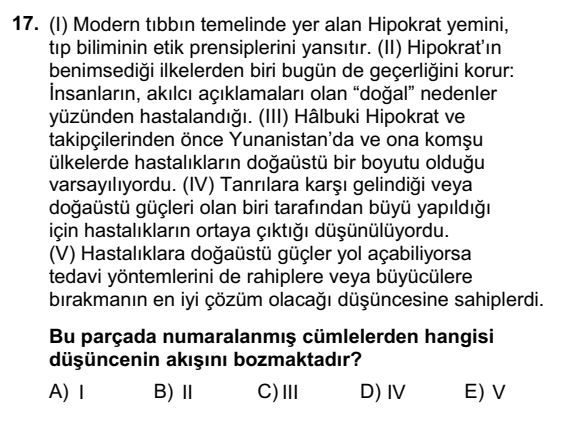 17. (I) Modern tıbbın temelinde yer alan Hipokrat yemini,
tıp biliminin etik prensiplerini yansıtır. (II) Hipokrat’ın
benimsediği ilkelerden biri bugün de geçerliğini korur:
İnsanların, akılcı açıklamaları olan “doğal” nedenler
yüzünden hastalandığı. (III) Hâlbuki Hipokrat ve
takipçilerinden önce Yunanistan’da ve ona komşu
ülkelerde hastalıkların doğaüstü bir boyutu olduğu
varsayılıyordu. (IV) Tanrılara karşı gelindiği veya
doğaüstü güçleri olan biri tarafından büyü yapıldığı
için hastalıkların ortaya çıktığı düşünülüyordu.
(V) Hastalıklara doğaüstü güçler yol açabiliyorsa
tedavi yöntemlerini de rahiplere veya büyücülere
bırakmanın en iyi çözüm olacağı düşüncesine sahiplerdi.
Bu parçada numaralanmış cümlelerden hangisi
düşüncenin akışını bozmaktadır?
A) I B) II C) III D) IV E) V